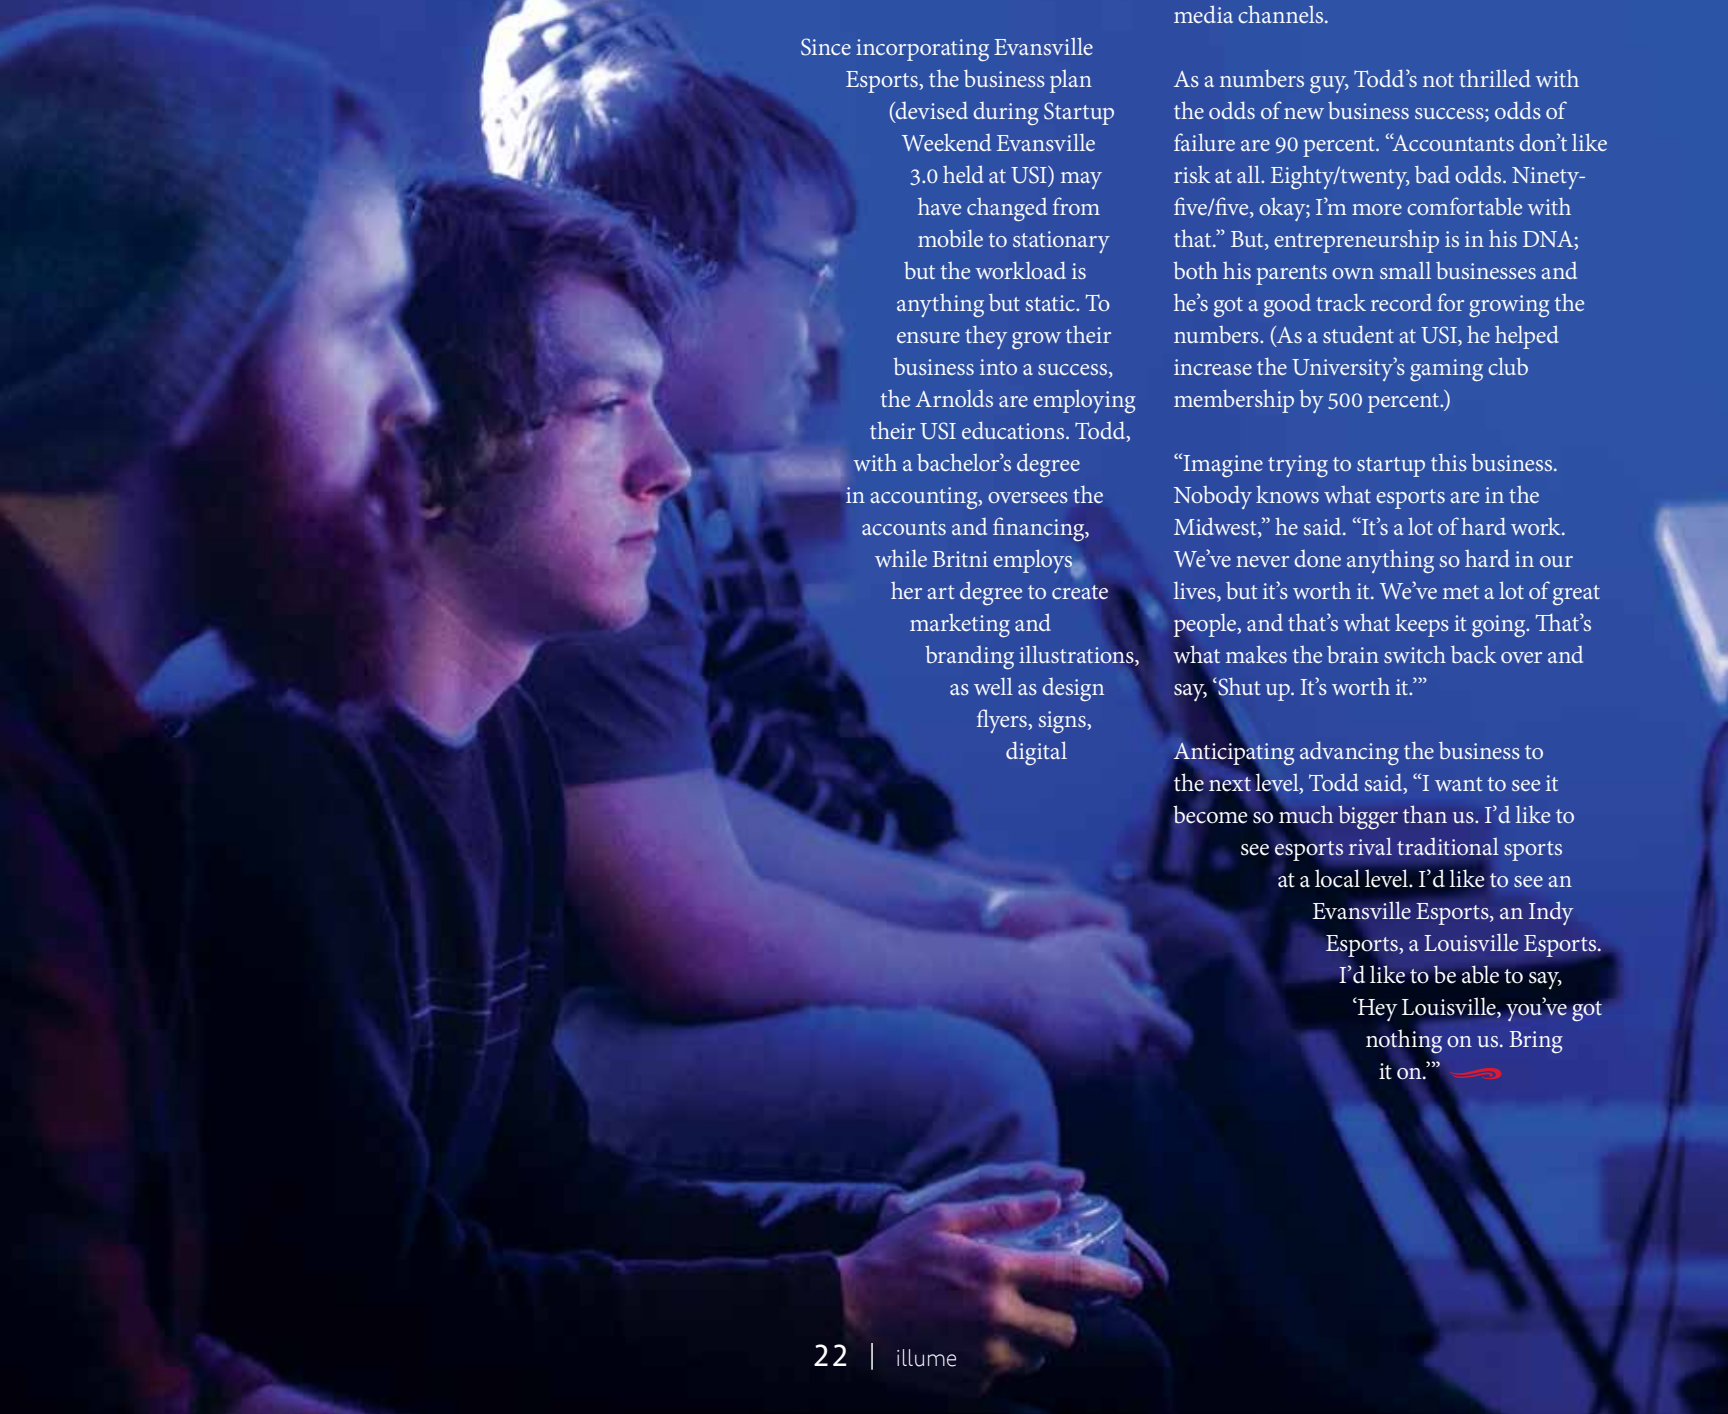 Since incorporating Evansville
Esports, the business plan
(devised during Startup
Weekend Evansville
3.0 held at USI) may
have changed from
mobile to stationary
but the workload is
anything but static. To
ensure they grow their
business into a success,
the Arnolds are employing
their USI educations. Todd,
with a bachelor’s degree
in accounting, oversees the
accounts and financing,
while Britni employs
her art degree to create
marketing and
branding illustrations,
as well as design
flyers, signs,
digital
media channels.
As a numbers guy, Todd’s not thrilled with
the odds of new business success; odds of
failure are 90 percent. “Accountants don’t like
risk at all. Eighty/twenty, bad odds. Ninety-
five/five, okay; I’m more comfortable with
that.” But, entrepreneurship is in his DNA;
both his parents own small businesses and
he’s got a good track record for growing the
numbers. (As a student at USI, he helped
increase the University’s gaming club
membership by 500 percent.)
“Imagine trying to startup this business.
Nobody knows what esports are in the
Midwest,” he said. “It’s a lot of hard work.
We’ve never done anything so hard in our
lives, but it’s worth it. We’ve met a lot of great
people, and that’s what keeps it going. That’s
what makes the brain switch back over and
say, ‘Shut up. It’s worth it.’”
Anticipating advancing the business to
the next level, Todd said, “I want to see it
become so much bigger than us. I’d like to
see esports rival traditional sports
at a local level. I’d like to see an
Evansville Esports, an Indy
Esports, a Louisville Esports.
I’d like to be able to say,
‘Hey Louisville, you’ve got
nothing on us. Bring
it on.’”
22 | illume